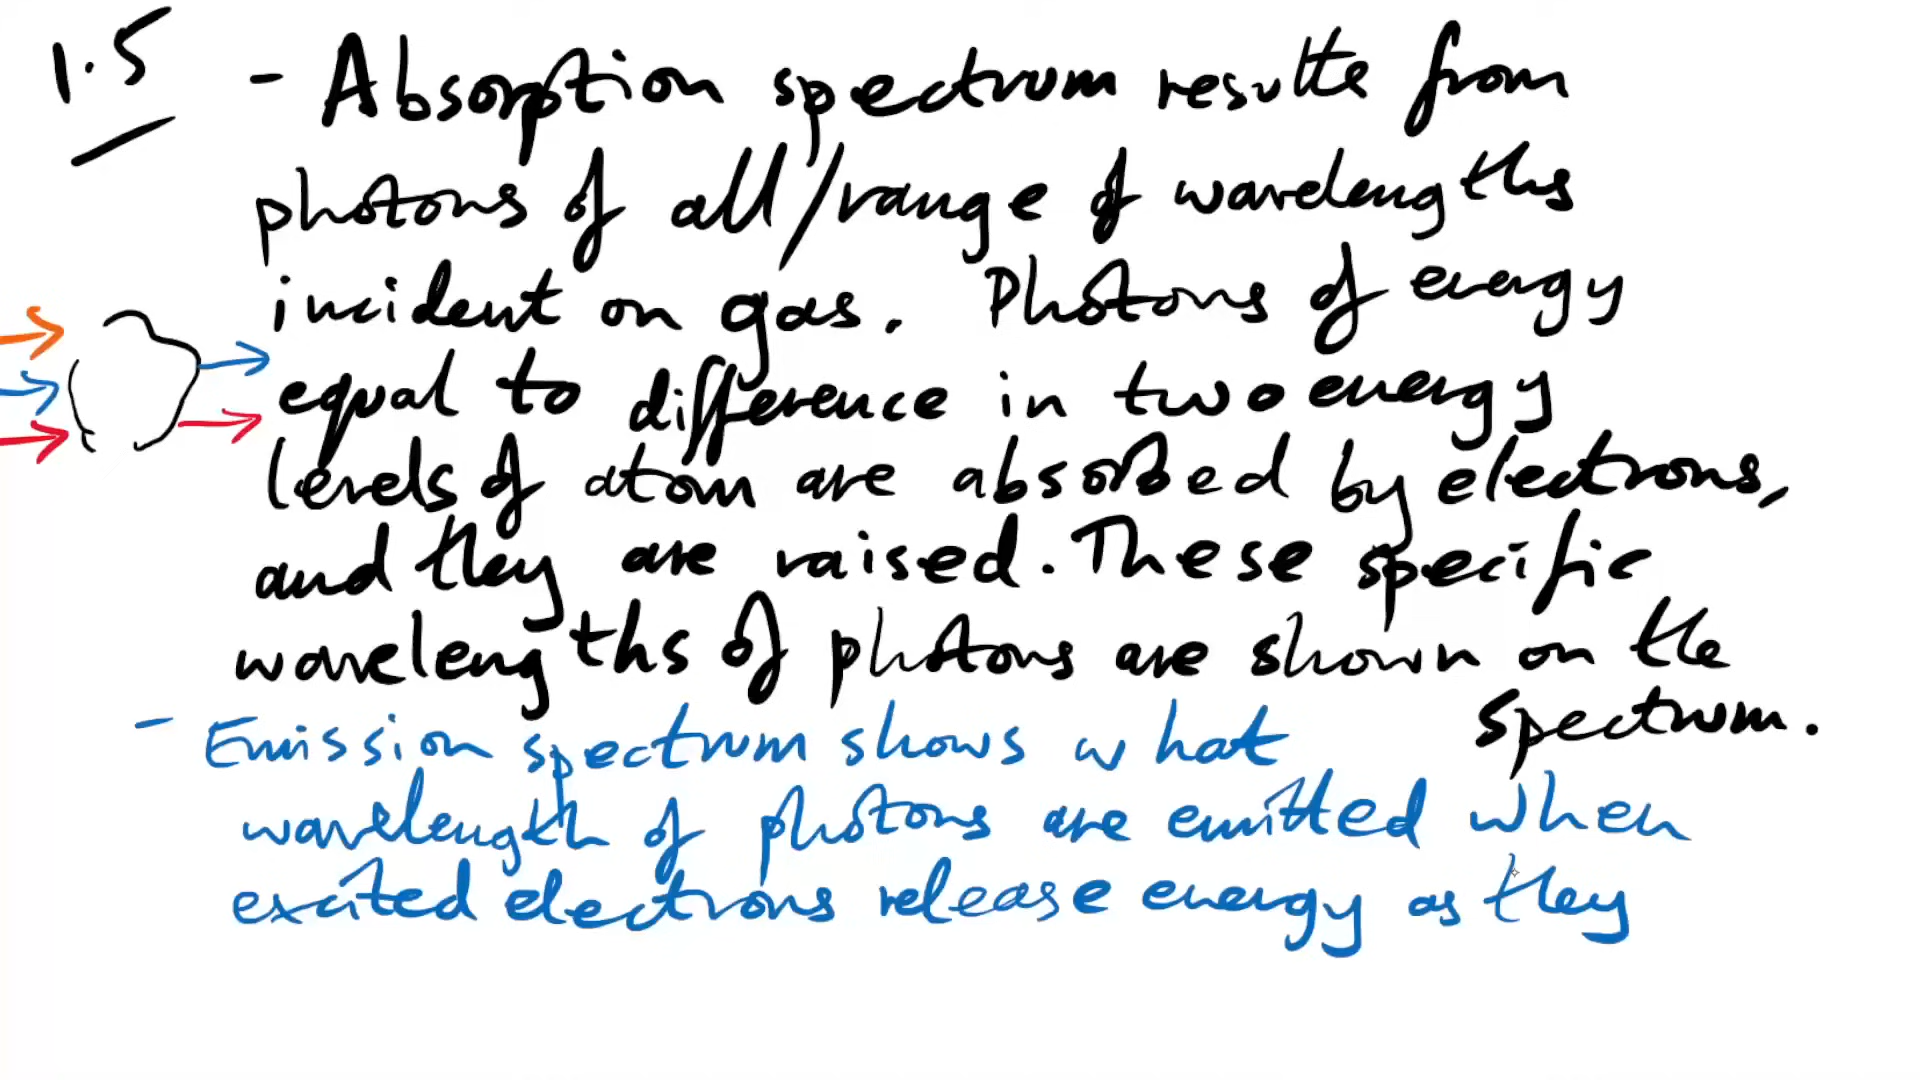 1.5
- Absorption spectrum results from
photons of all/range of wavelengths
incident on gas. Photons of energy
equal to difference in two energy
levels of atom are absorbed by electrons,
and they are raised. These specific
wavelengths of photons are shown on the
spectrum.
- Emission spectrum shows what
wavelength of photons are emitted when
excited electrons release energy as they